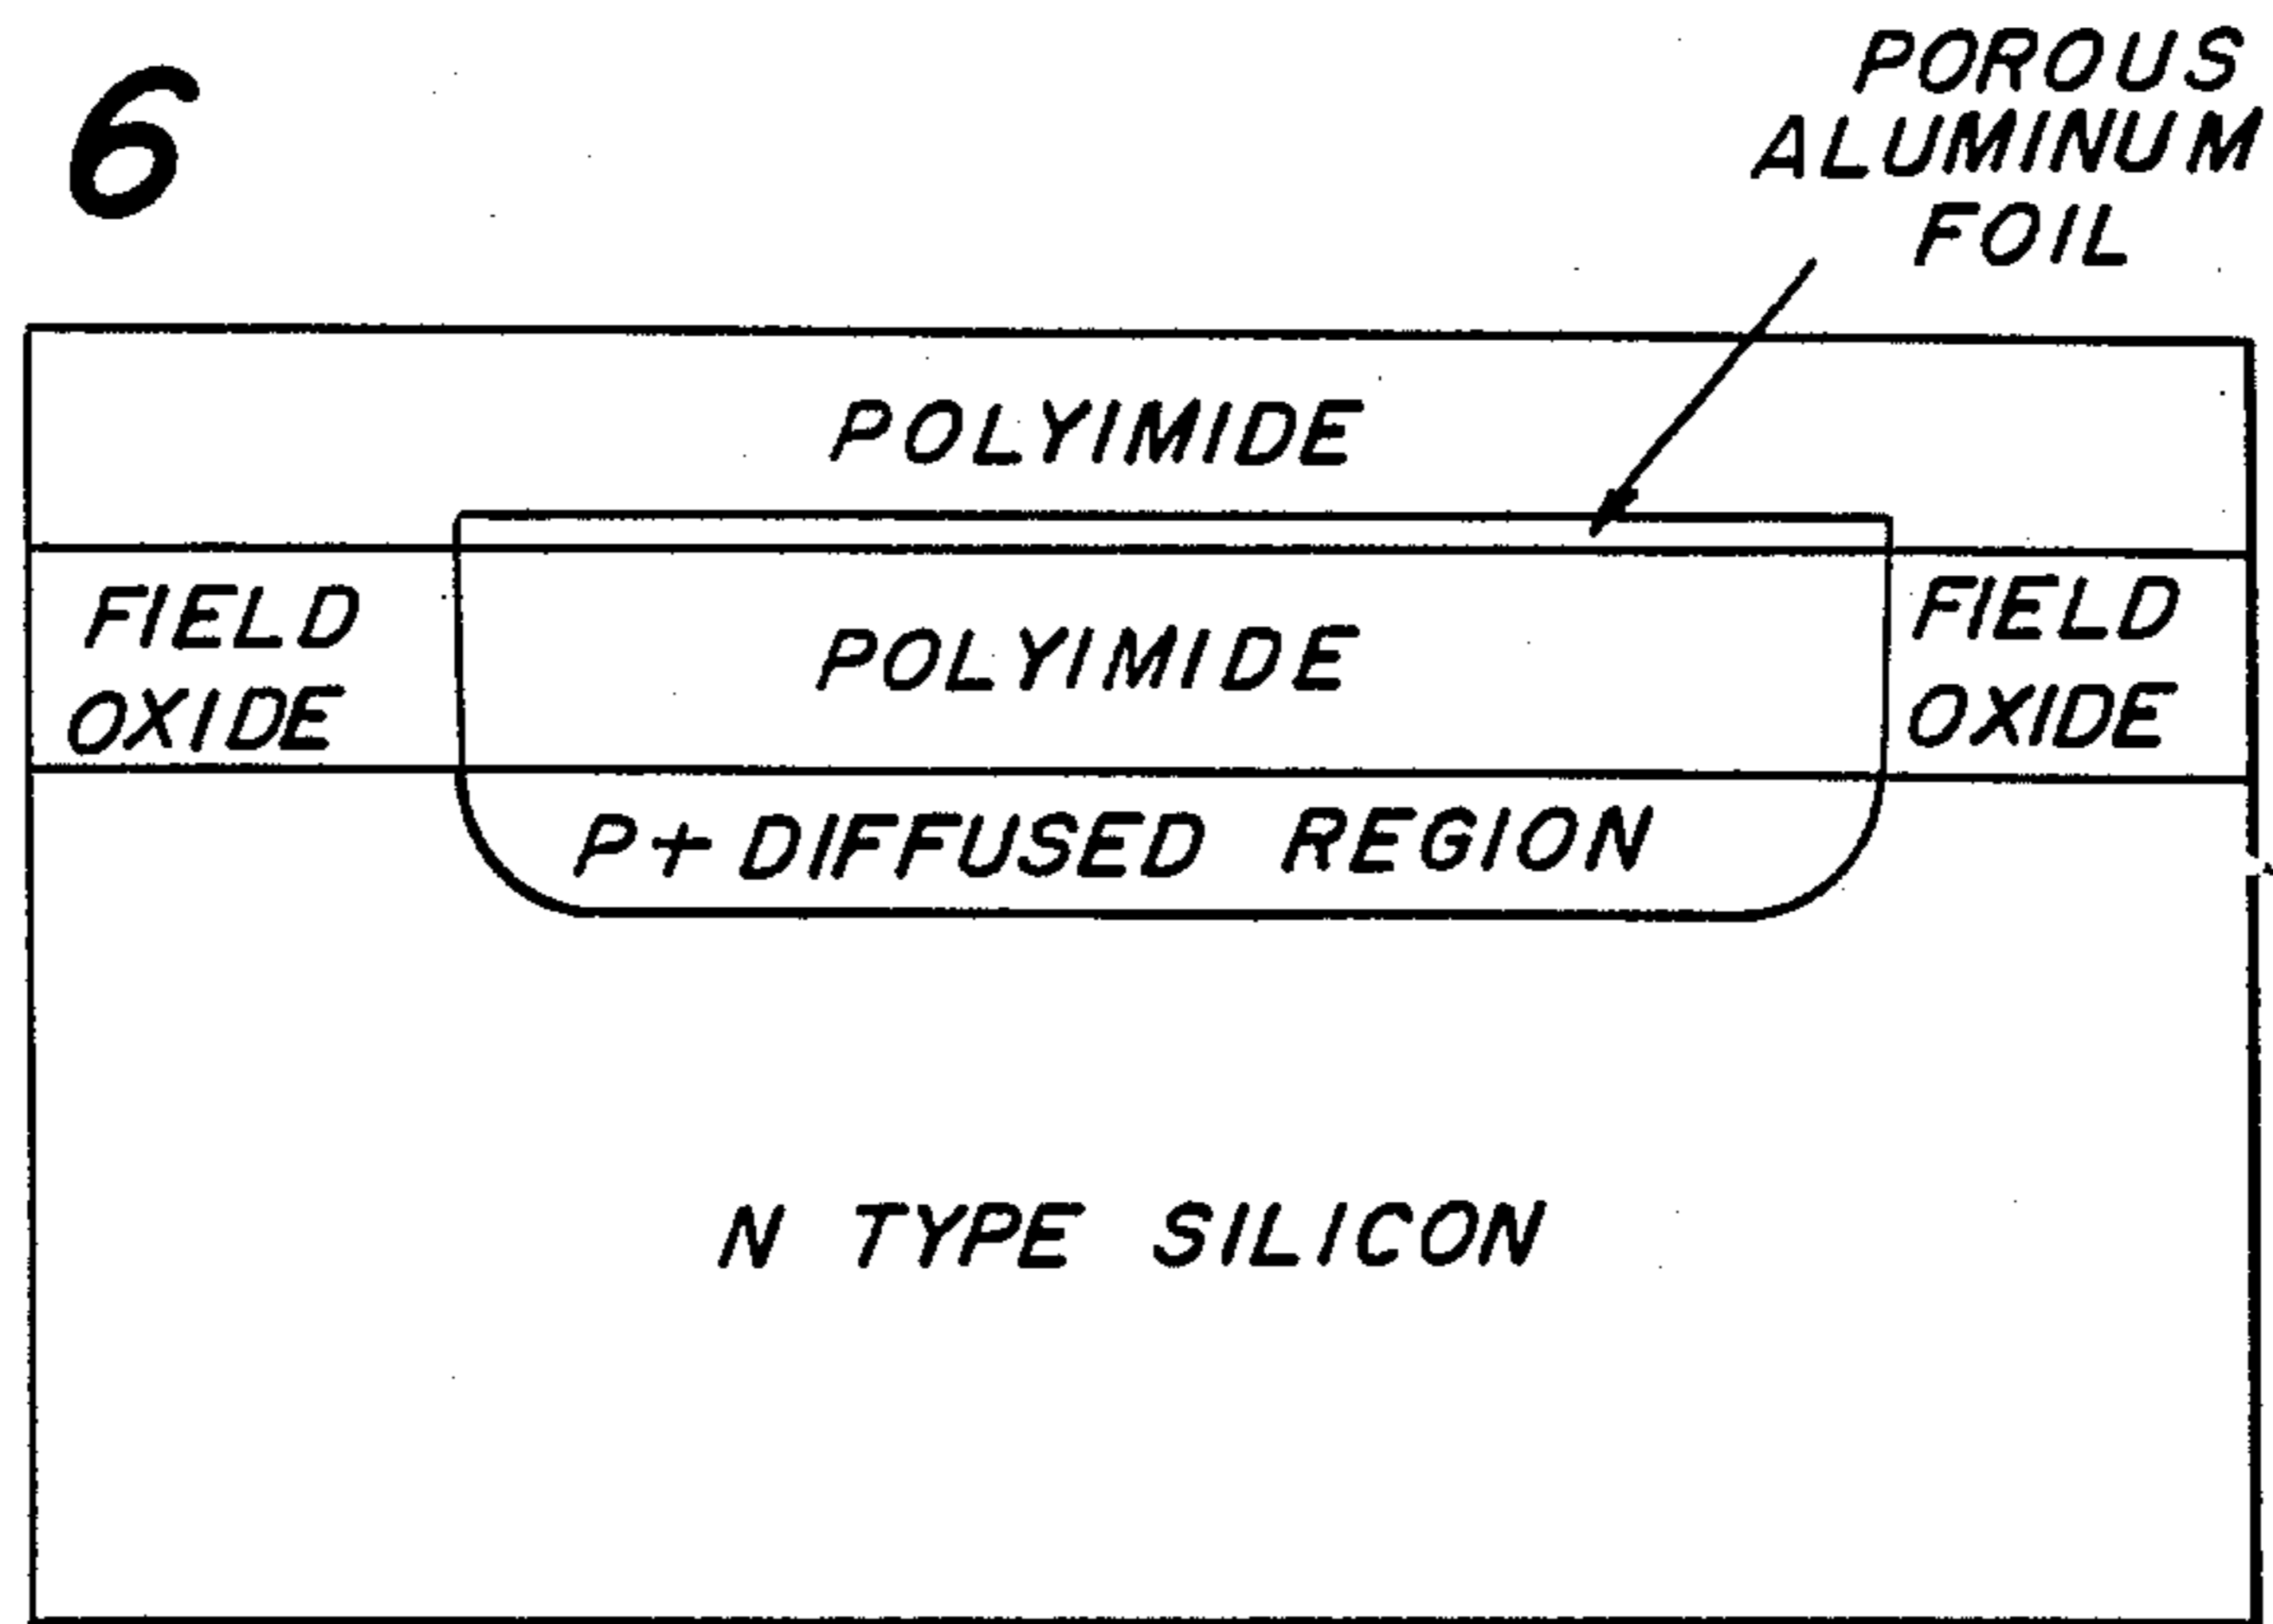 6
POROUS
ALUMINUM
FOIL
POLYIMIDE
FIELD
OXIDE
POLYIMIDE
FIELD
OXIDE
P+ DIFFUSED REGION
N TYPE SILICON